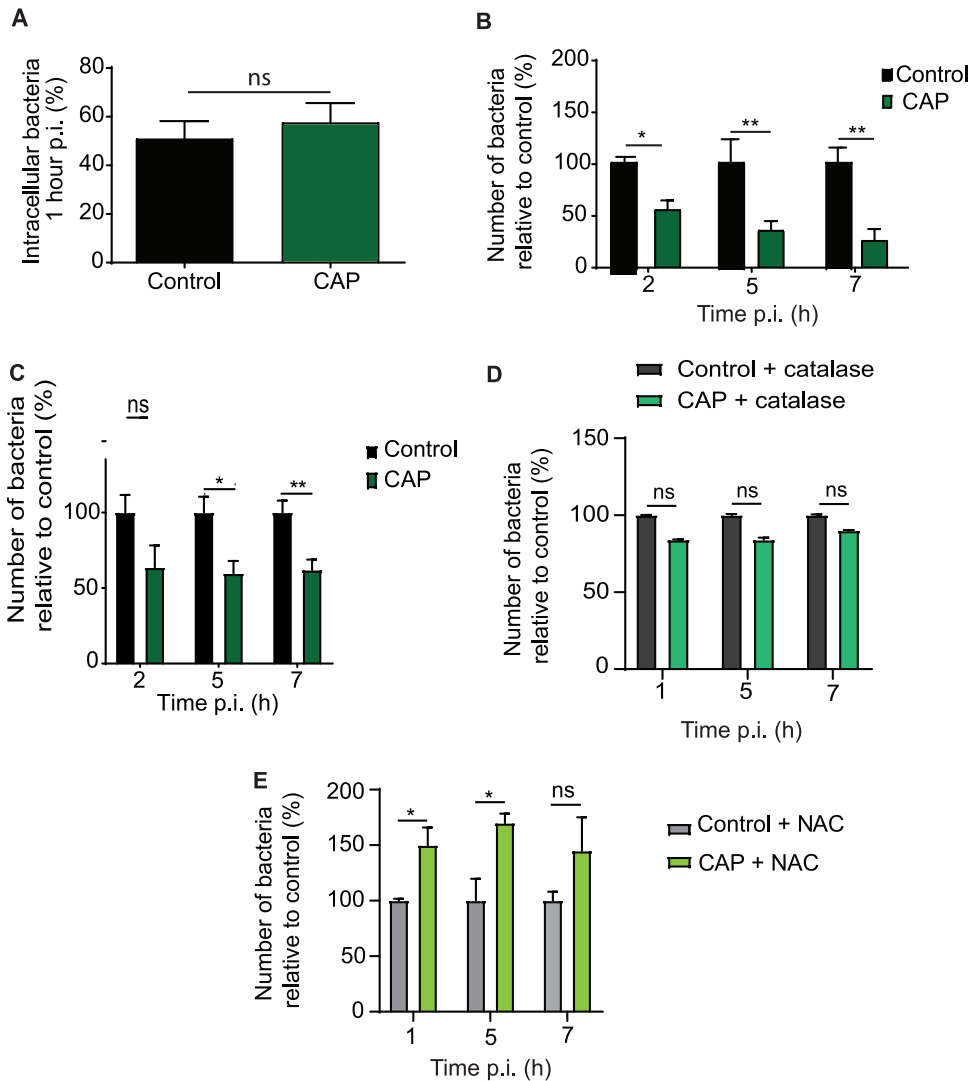 A
Intracellular bacteria
1 hour p.i. (%)
80
60
40
20
0
ns
Control
CAP
B
Number of bacteria
relative to control (%)
200
150
100
50
0
*
**
**
Control
CAP
2
5
7
Time p.i. (h)
C
Number of bacteria
relative to control (%)
ns
100
50
0
*
**
Control
CAP
2
5
7
Time p.i. (h)
D
Control + catalase
CAP + catalase
Number of bacteria
relative to control (%)
150
100
50
0
ns
ns
ns
1
5
7
Time p.i. (h)
E
Number of bacteria
relative to control (%)
200
150
100
50
0
*
*
ns
Control + NAC
CAP + NAC
1
5
7
Time p.i. (h)